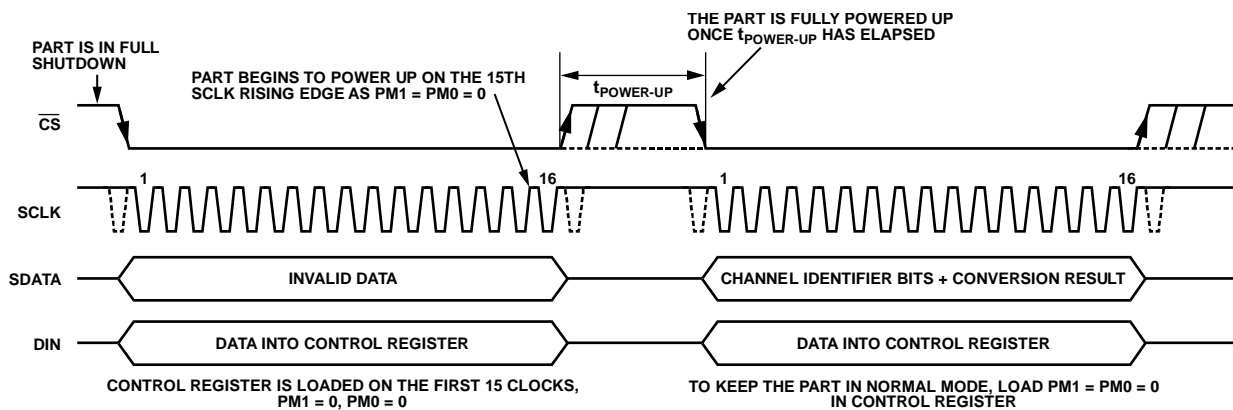 THE PART IS FULLY POWERED UP
ONCE tPOWER-UP HAS ELAPSED
PART IS IN FULL
SHUTDOWN
PART BEGINS TO POWER UP ON THE 15TH
SCLK RISING EDGE AS PM1 = PM0 = 0
tPOWER-UP
CS
1
16
1
16
SCLK
SDATA
INVALID DATA
CHANNEL IDENTIFIER BITS + CONVERSION RESULT
DIN
DATA INTO CONTROL REGISTER
DATA INTO CONTROL REGISTER
CONTROL REGISTER IS LOADED ON THE FIRST 15 CLOCKS,
PM1 = 0, PM0 = 0
TO KEEP THE PART IN NORMAL MODE, LOAD PM1 = PM0 = 0
IN CONTROL REGISTER